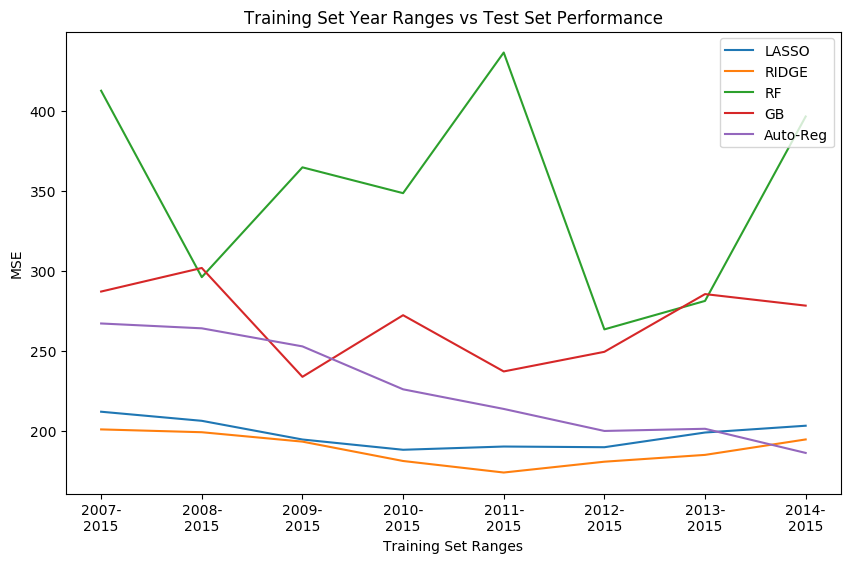 Training Set Year Ranges vs Test Set Performance
LASSO
RIDGE
RF
GB
Auto-Reg
MSE
400
350
300
250
200
2007-
2015
2008-
2015
2009-
2015
2010-
2015
2011-
2015
2012-
2015
2013-
2015
2014-
2015
Training Set Ranges